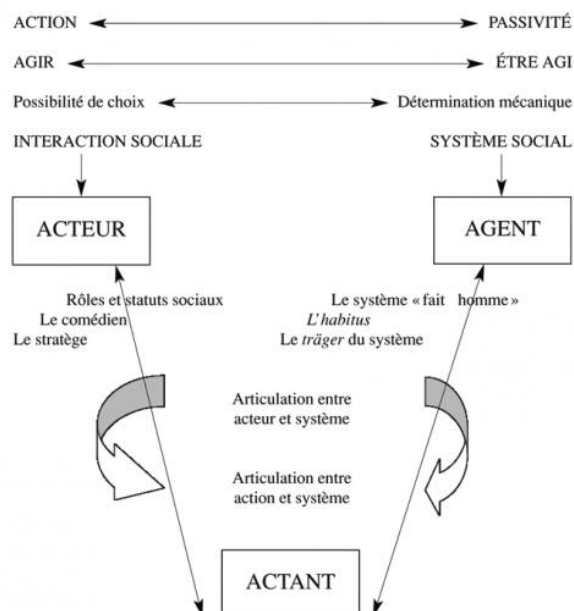 ACTION PASSIVITÉ
AGIR ÉTRE AGI
Possibilité de choix Détermination mécanique
INTERACTION SOCIALE SYSTÈME SOCIAL
ACTEUR AGENT
Rôles et statuts sociaux Le système « fait homme »
Le comédien L'habitus
Le stratège Le träger du système
Articulation entre
acteur et système
Articulation entre
action et système
ACTANT